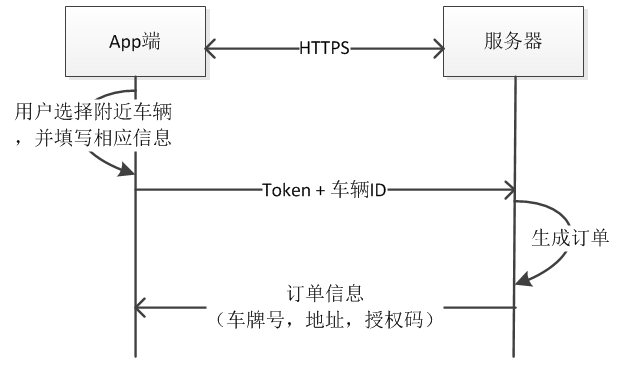 App端
HTTPS
服务器
用户选择附近车辆
，并填写相应信息
Token + 车辆ID
生成订单
订单信息
（车牌号，地址，授权码）